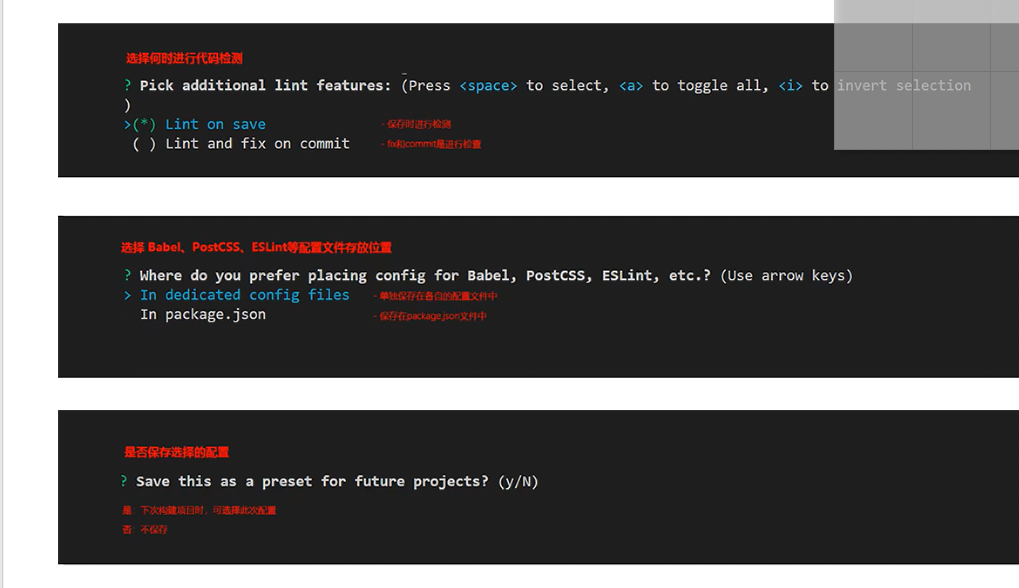 选择何时进行代码检测
? Pick additional lint features: (Press <space> to select, <a> to toggle all, <i> to invert selection
)
>(*) Lint on save - 保存时进行检测
( ) Lint and fix on commit - fix和commit是进行检查
选择 Babel、PostCSS、ESLint等配置文件存放位置
? Where do you prefer placing config for Babel, PostCSS, ESLint, etc.? (Use arrow keys)
> In dedicated config files - 单独保存在各自的配置文件中
In package.json - 保存在package.json文件中
是否保存选择的配置
? Save this as a preset for future projects? (y/N)
是 下次构建项目时，可选择此次配置
否 不保存